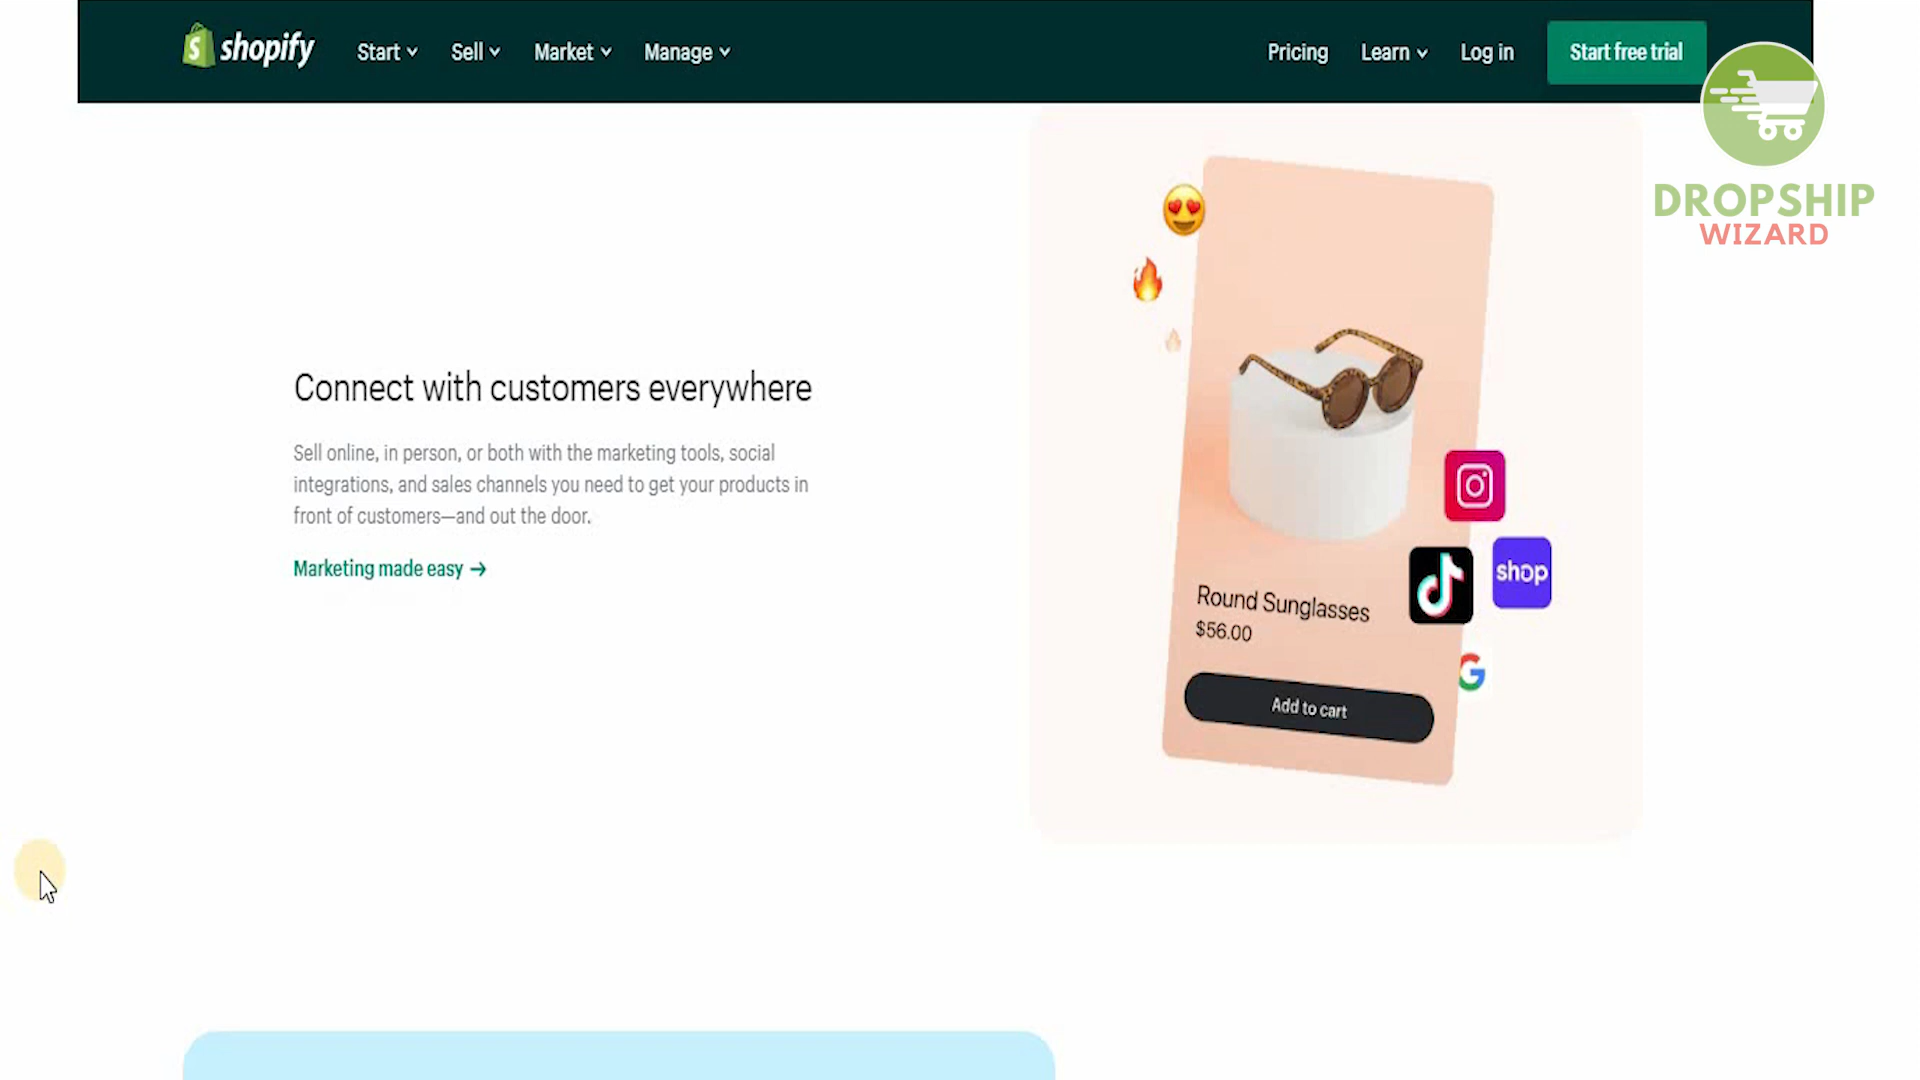 shopify
Start
Sell
Market
Manage
Pricing
Learn
Log in
Start free trial
DROPSHIP
WIZARD
Connect with customers everywhere
Sell online, in person, or both with the marketing tools, social
integrations, and sales channels you need to get your products in
front of customers—and out the door.
Marketing made easy →
shop
Round Sunglasses
$56.00
Add to cart